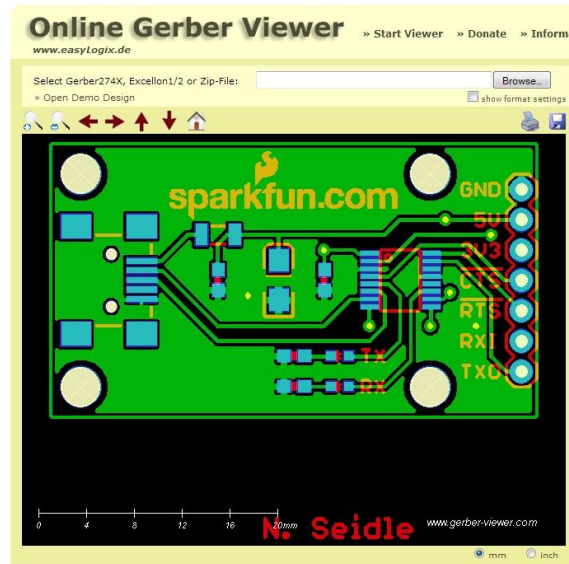 Online Gerber Viewer
» Start Viewer » Donate » Informa
www.easyLogix.de
Select Gerber274X, Excellon1/2 or Zip-File:
Browse..
» Open Demo Design
show format settings
sparkfun.com
GND
5V
3V3
CTS
RTS
RXI
TXO
TX
RX
0 4 8 12 16 20mm
N. Seidle
www.gerber-viewer.com
mm inch